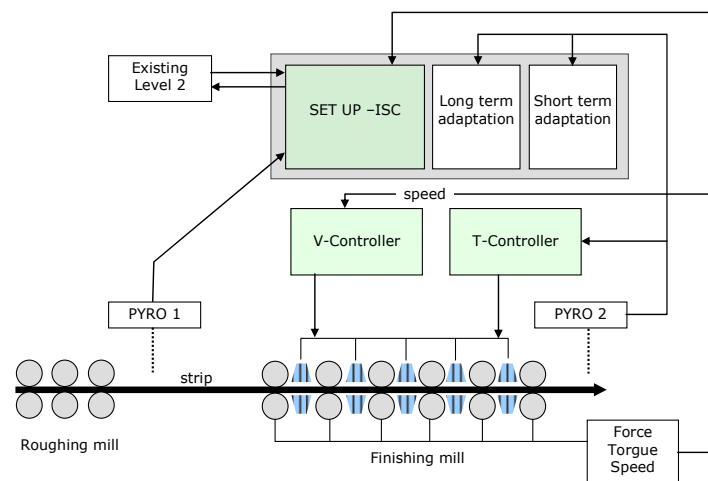 Existing
Level 2
SET UP –ISC
Long term
adaptation
Short term
adaptation
speed
V-Controller
T-Controller
PYRO 1
PYRO 2
strip
Roughing mill
Finishing mill
Force
Torgue
Speed